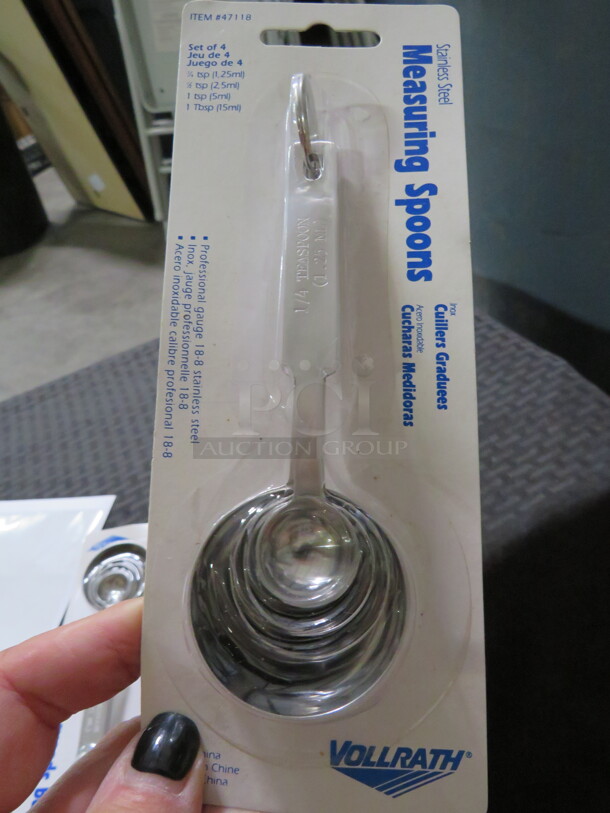 ITEM #47118
Set of 4
Jeu de 4
Juego de 4
¼ tsp (1,25ml)
½ tsp (2,5ml)
1 tsp (5ml)
1 Tbsp (15ml)
Stainless Steel
Measuring Spoons
Inox
Cuillers Graduees
Acero Inoxidable
Cucharas Medidoras
▪ Professional gauge 18-8 stainless steel
▪ Inox, jauge professionnelle 18-8
▪ Acero inoxidable calibre profesional 18-8
1/4 TEASPOON
PCI
AUCTION GROUP
VOLLRATH®
Chine